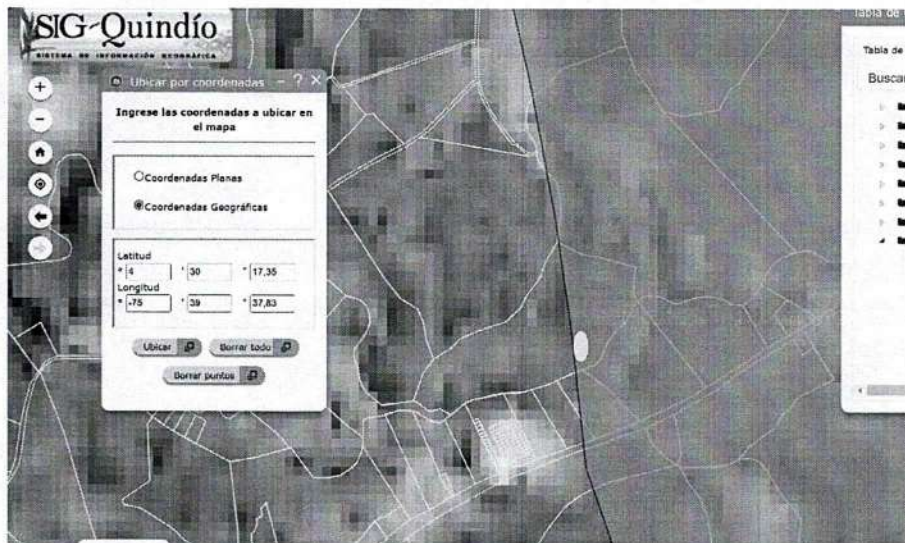 SIG-Quindío
SISTEMA DE INFORMACIÓN GEOGRÁFICA
Ubicar por coordenadas
Ingrese las coordenadas a ubicar en
el mapa
Coordenadas Planas
Coordenadas Geográficas
Latitud
° 4 ' 30 " 17,35
Longitud
° -75 ' 39 " 37,83
Ubicar
Borrar todo
Borrar puntos
Tabla de
Tabla de
Buscar